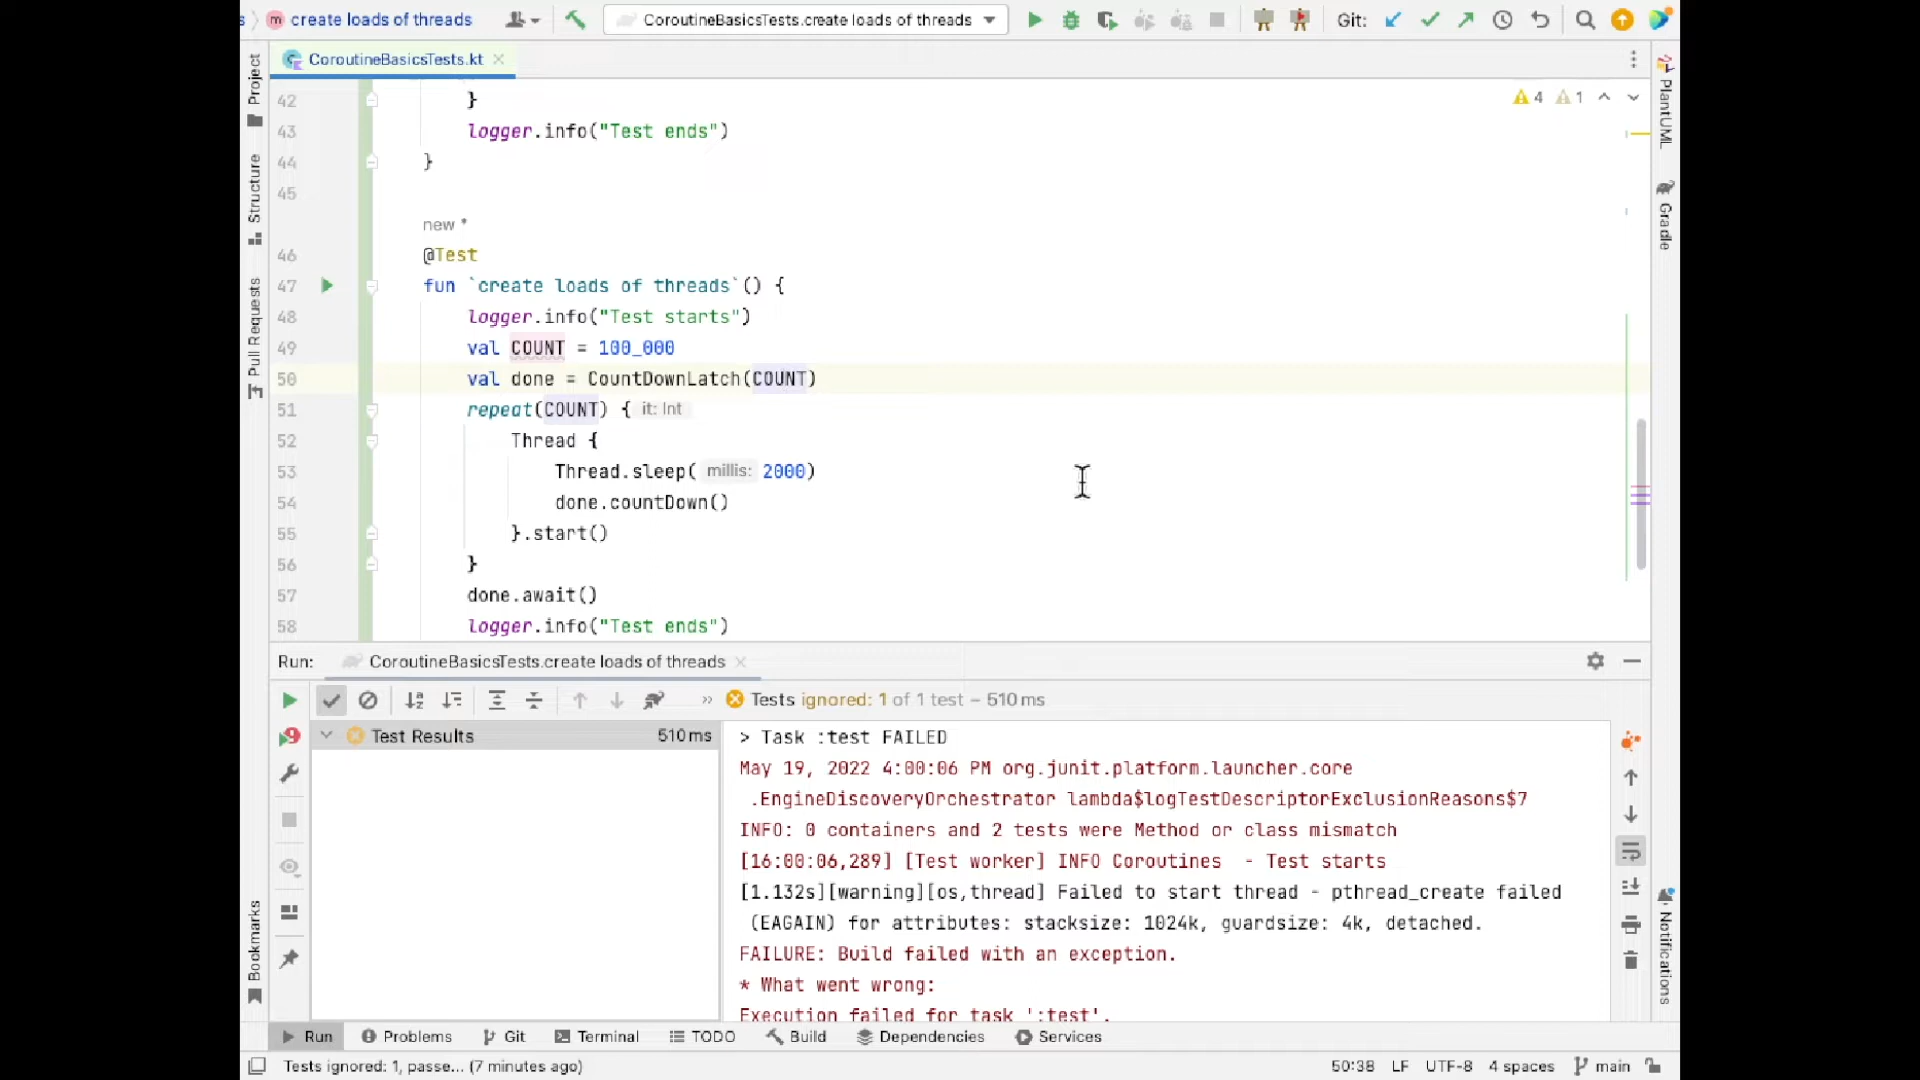 s
create loads of threads
CoroutineBasicsTests.create loads of threads
Git:
CoroutineBasicsTests.kt
Project
Structure
Pull Requests
Bookmarks
42 }
43 logger.info("Test ends")
44 }
45
new *
46 @Test
47 fun `create loads of threads`() {
48 logger.info("Test starts")
49 val COUNT = 100_000
50 val done = CountDownLatch(COUNT)
51 repeat(COUNT) { it: Int
52 Thread {
53 Thread.sleep( millis: 2000)
54 done.countDown()
55 }.start()
56 }
57 done.await()
58 logger.info("Test ends")
4 1
PlantUML
Gradle
Notifications
Run: CoroutineBasicsTests.create loads of threads
» Tests ignored: 1 of 1 test – 510 ms
Test Results 510 ms
9
> Task :test FAILED
May 19, 2022 4:00:06 PM org.junit.platform.launcher.core
.EngineDiscoveryOrchestrator lambda$logTestDescriptorExclusionReasons$7
INFO: 0 containers and 2 tests were Method or class mismatch
[16:00:06,289] [Test worker] INFO Coroutines - Test starts
[1.132s][warning][os,thread] Failed to start thread - pthread_create failed
(EAGAIN) for attributes: stacksize: 1024k, guardsize: 4k, detached.
FAILURE: Build failed with an exception.
* What went wrong:
Execution failed for task ':test'.
Run Problems Git Terminal TODO Build Dependencies Services
Tests ignored: 1, passe... (7 minutes ago) 50:38 LF UTF-8 4 spaces main